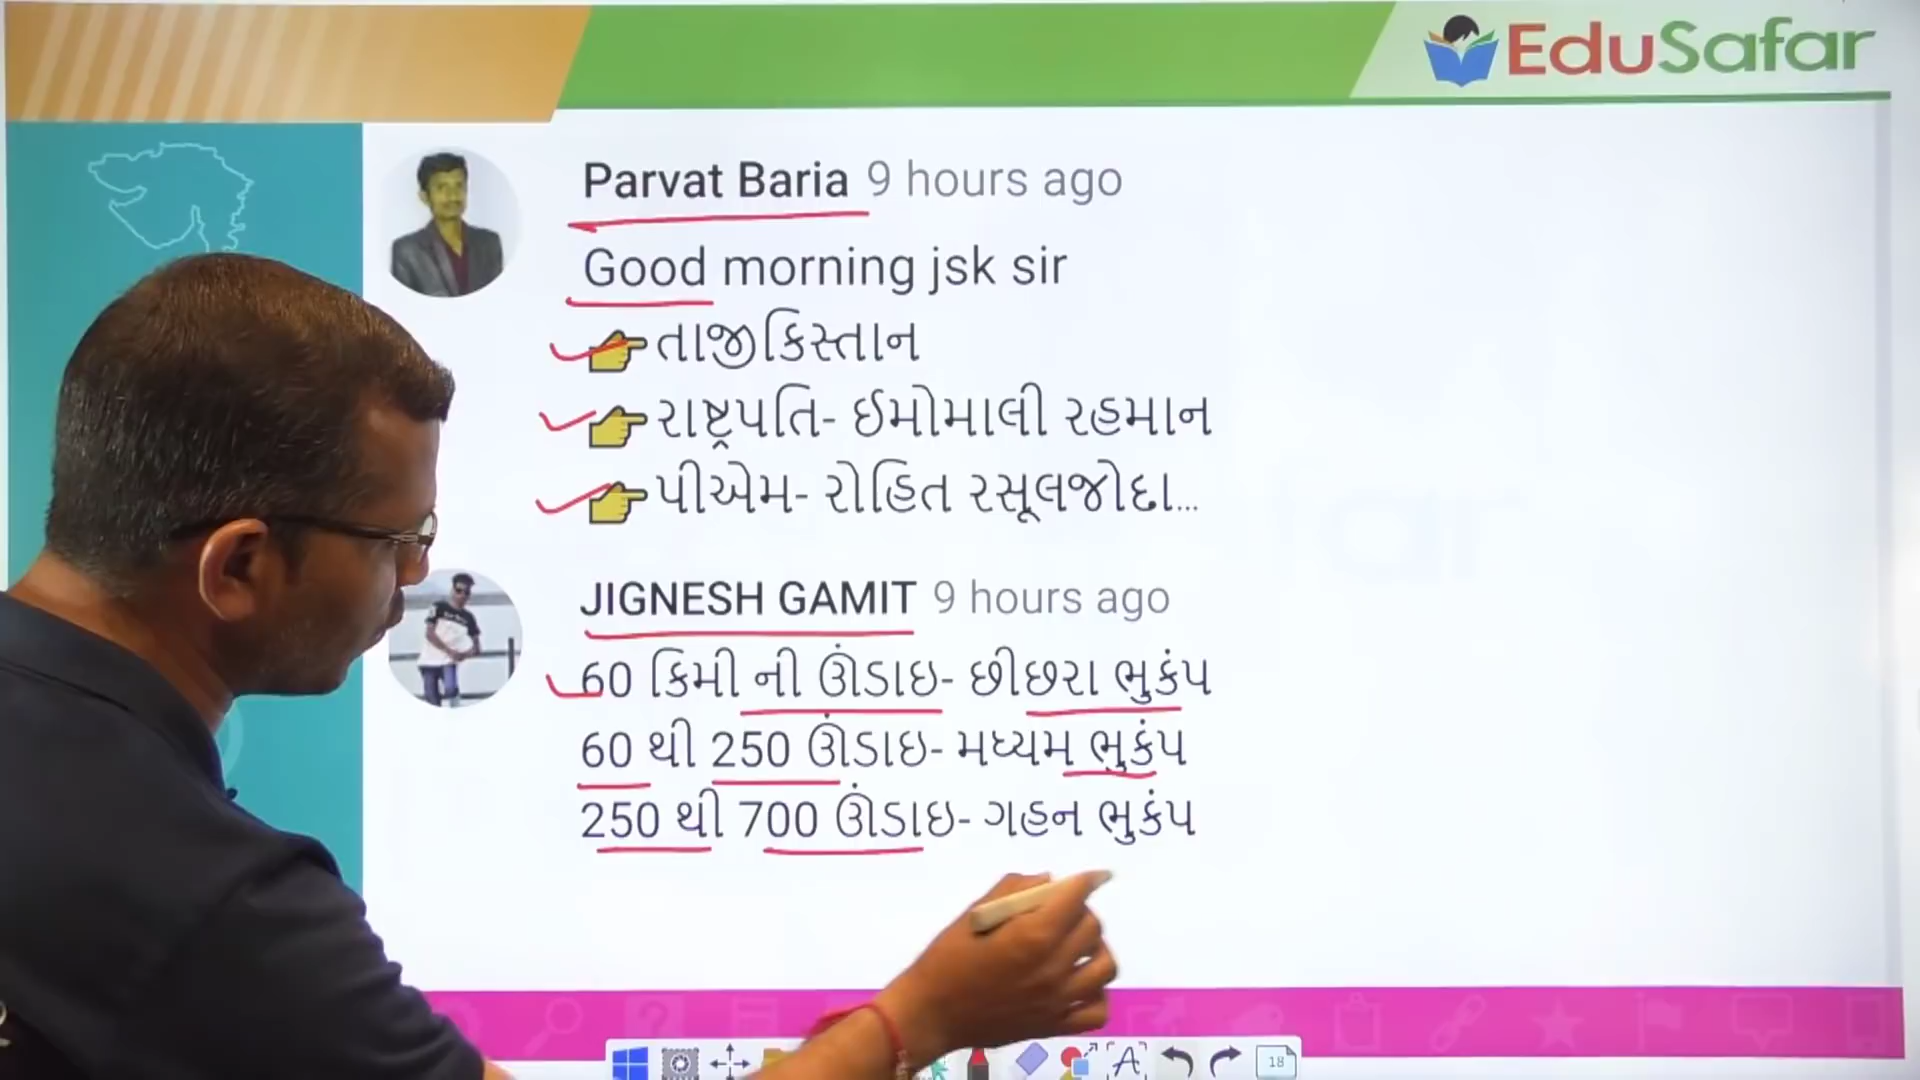 EduSafar
Parvat Baria 9 hours ago
Good morning jsk sir
👉તાજીકિસ્તાન
👉રાષ્ટ્રપતિ- ઈમોમાલી રહમાન
👉પીએમ- રોહિત રસૂલજોદા...
JIGNESH GAMIT 9 hours ago
60 કિમી ની ઊંડાઇ- છીછરા ભુકંપ
60 થી 250 ઊંડાઇ- મધ્યમ ભુકંપ
250 થી 700 ઊંડાઇ- ગહન ભુકંપ
18